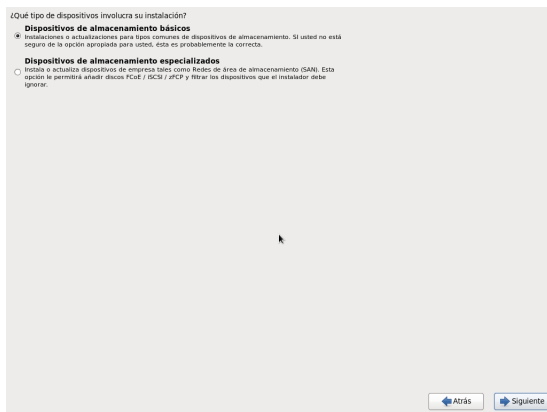 ¿Qué tipo de dispositivos involucra su instalación?
Dispositivos de almacenamiento básicos
Instalaciones o actualizaciones para tipos comunes de dispositivos de almacenamiento. Si usted no está
seguro de la opción apropiada para usted, ésta es probablemente la correcta.
Dispositivos de almacenamiento especializados
Instala o actualiza dispositivos de empresa tales como Redes de área de almacenamiento (SAN). Esta
opción le permitirá añadir discos FCoE / iSCSI / zFCP y filtrar los dispositivos que el instalador debe
ignorar.
Atrás
Siguiente